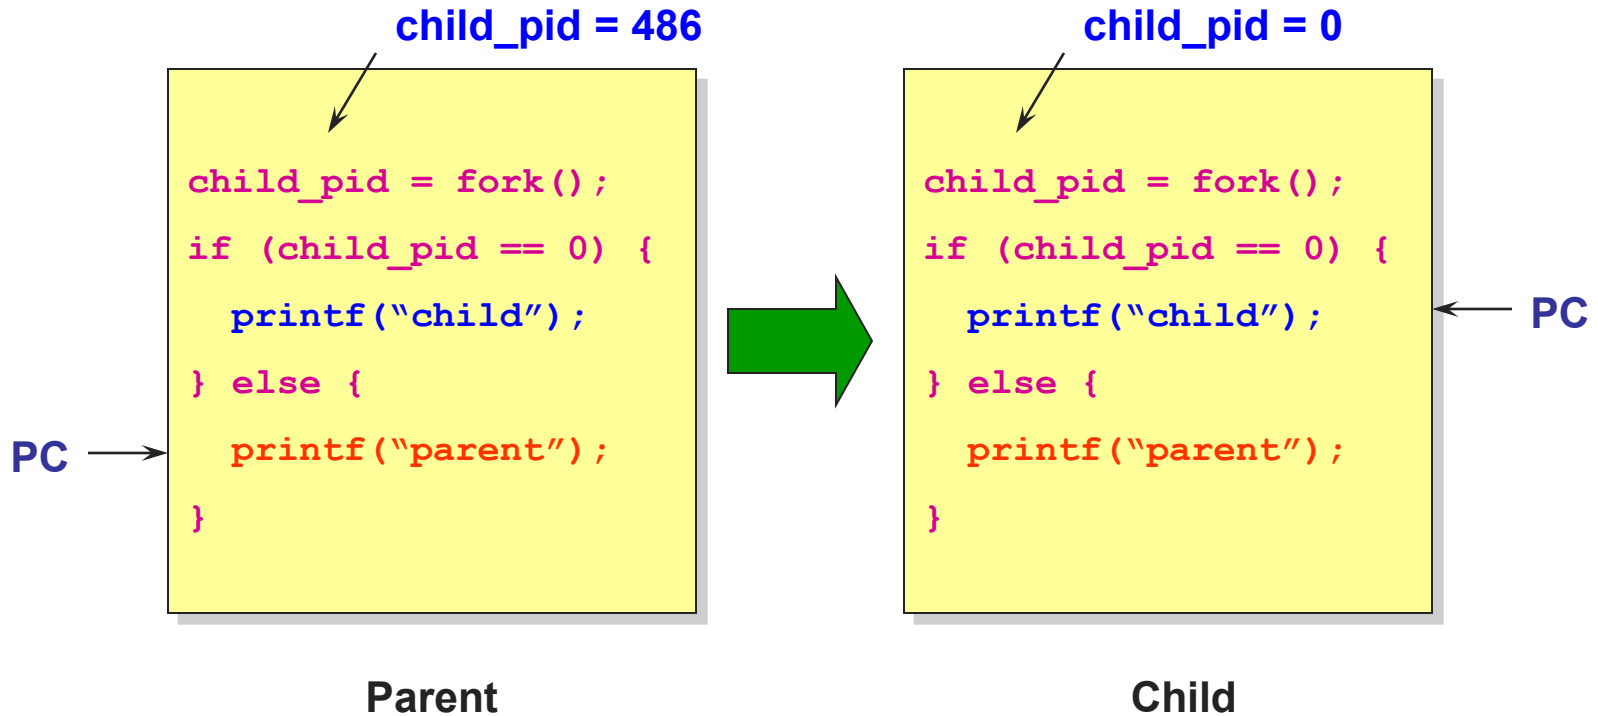 child_pid = 486
child_pid = fork();
if (child_pid == 0) {
printf(“child”);
} else {
PC
printf(“parent”);
}
Parent
child_pid = 0
child_pid = fork();
if (child_pid == 0) {
printf(“child”);
PC
} else {
printf(“parent”);
}
Child